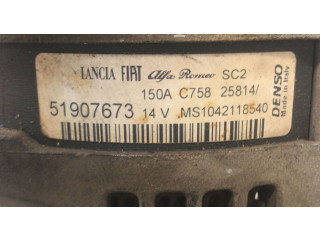 LANCIA FIAT Alfa Romeo SC2
150A C758 25814/
51907673 14 V MS1042118540
DENSO
Made in Italy